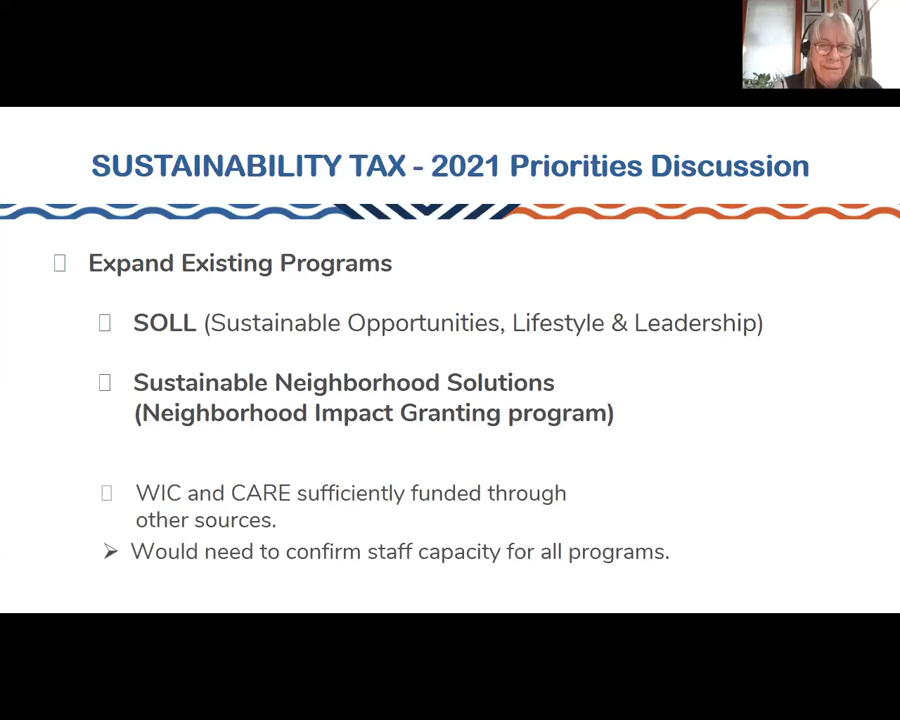 SUSTAINABILITY TAX - 2021 Priorities Discussion
Expand Existing Programs
SOLL (Sustainable Opportunities, Lifestyle & Leadership)
Sustainable Neighborhood Solutions
(Neighborhood Impact Granting program)
WIC and CARE sufficiently funded through
other sources.
Would need to confirm staff capacity for all programs.